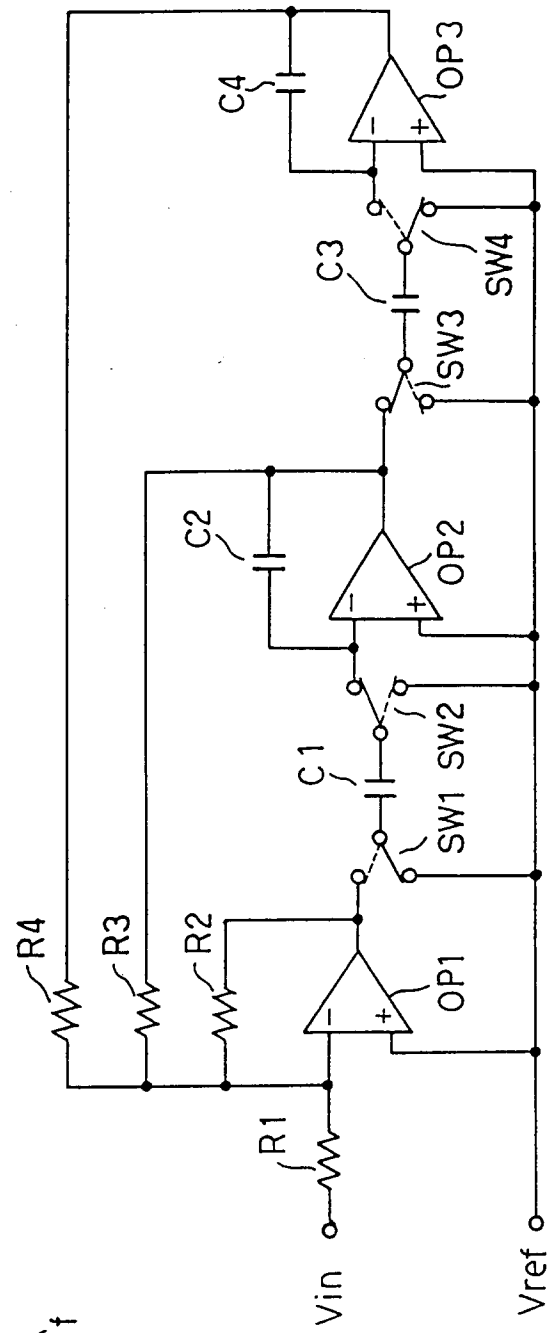 R4
R3
R2
R1
Vin
Vref
f
−
+
OP1
SW1
C1
SW2
C2
−
+
OP2
SW3
C3
SW4
C4
−
+
OP3